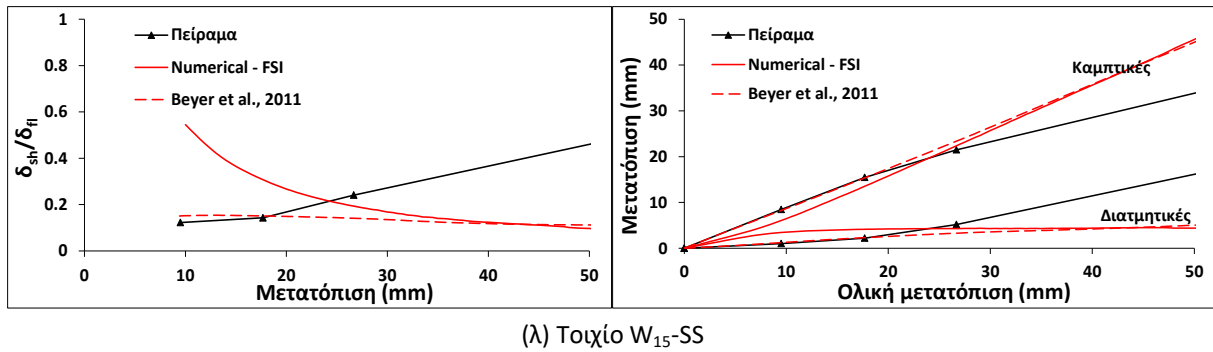 1
0.8
0.6
0.4
0.2
0
δsh/δfl
Πείραμα
Numerical - FSI
Beyer et al., 2011
0 10 20 30 40 50
Μετατόπιση (mm)
50
40
30
20
10
0
Μετατόπιση (mm)
Πείραμα
Numerical - FSI
Beyer et al., 2011
Καμπτικές
Διατμητικές
0 10 20 30 40 50
Ολική μετατόπιση (mm)
(λ) Τοιχίο W15-SS